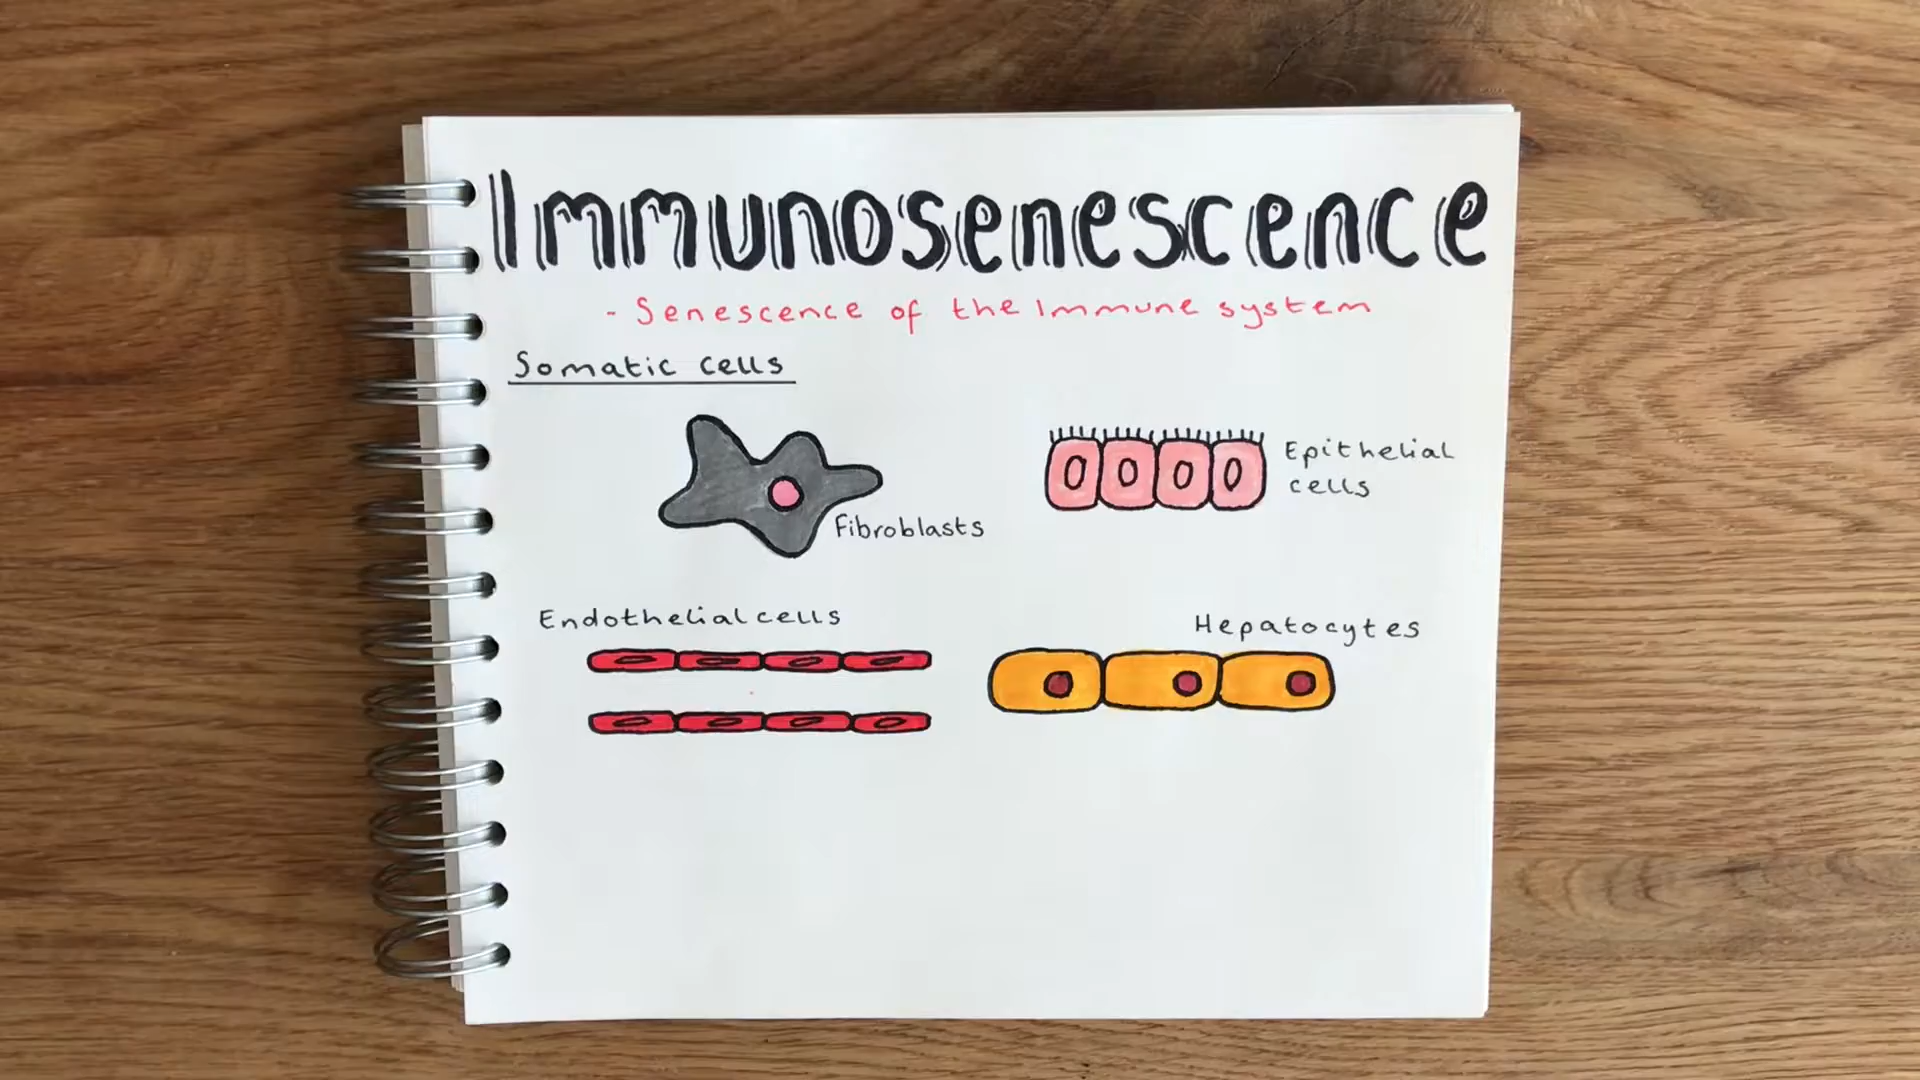 Immunosenescence
- Senescence of the Immune system
Somatic cells
Epithelial
cells
Fibroblasts
Endothelial cells
Hepatocytes